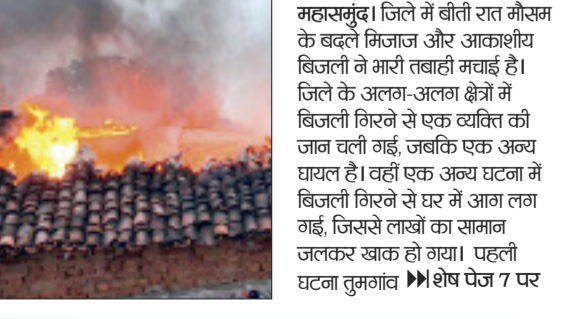 महासमुंद। जिले में बीती रात मौसम
के बदले मिजाज और आकाशीय
बिजली ने भारी तबाही मचाई है।
जिले के अलग-अलग क्षेत्रों में
बिजली गिरने से एक व्यक्ति की
जान चली गई, जबकि एक अन्य
घायल है। वहीं एक अन्य घटना में
बिजली गिरने से घर में आग लग
गई, जिससे लाखों का सामान
जलकर खाक हो गया। पहली
घटना तुमगांव ▶▶|शेष पेज 7 पर